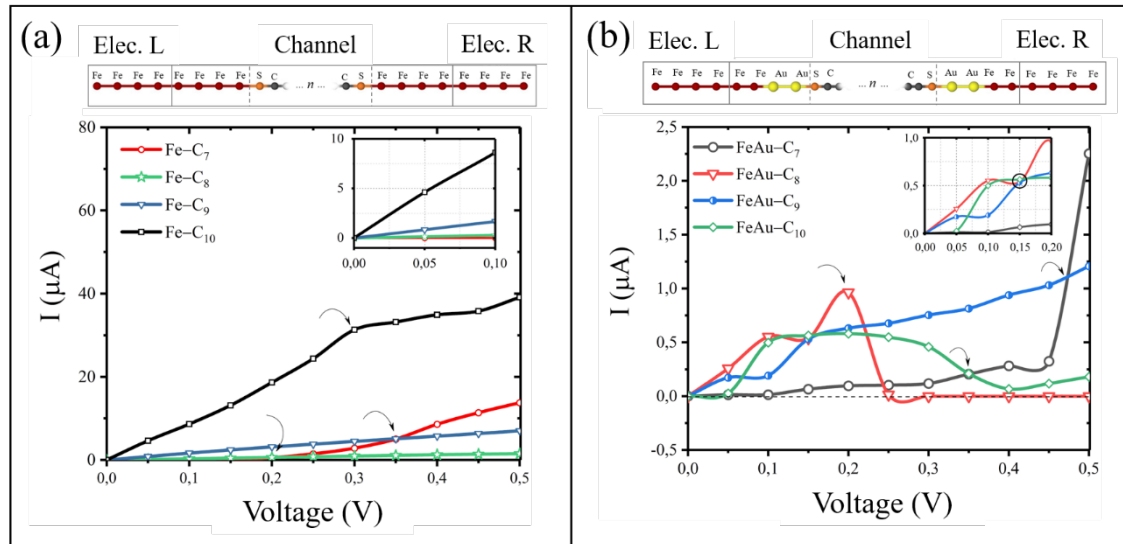 (a)
Elec. L Channel Elec. R
Fe Fe Fe Fe Fe Fe Fe Fe S C ... n ... C S Fe Fe Fe Fe Fe Fe Fe Fe
80
60
40
20
0
I (μA)
Fe–C7
Fe–C8
Fe–C9
Fe–C10
10
5
0
0,00 0,05 0,10
0,0 0,1 0,2 0,3 0,4 0,5
Voltage (V)
(b)
Elec. L Channel Elec. R
Fe Fe Fe Fe Fe Fe Au Au S C ... n ... C S Au Au Fe Fe Fe Fe Fe Fe
2,5
2,0
1,5
1,0
0,5
0,0
-0,5
I (μA)
FeAu–C7
FeAu–C8
FeAu–C9
FeAu–C10
1,0
0,5
0,0
0,00 0,05 0,10 0,15 0,20
0,0 0,1 0,2 0,3 0,4 0,5
Voltage (V)